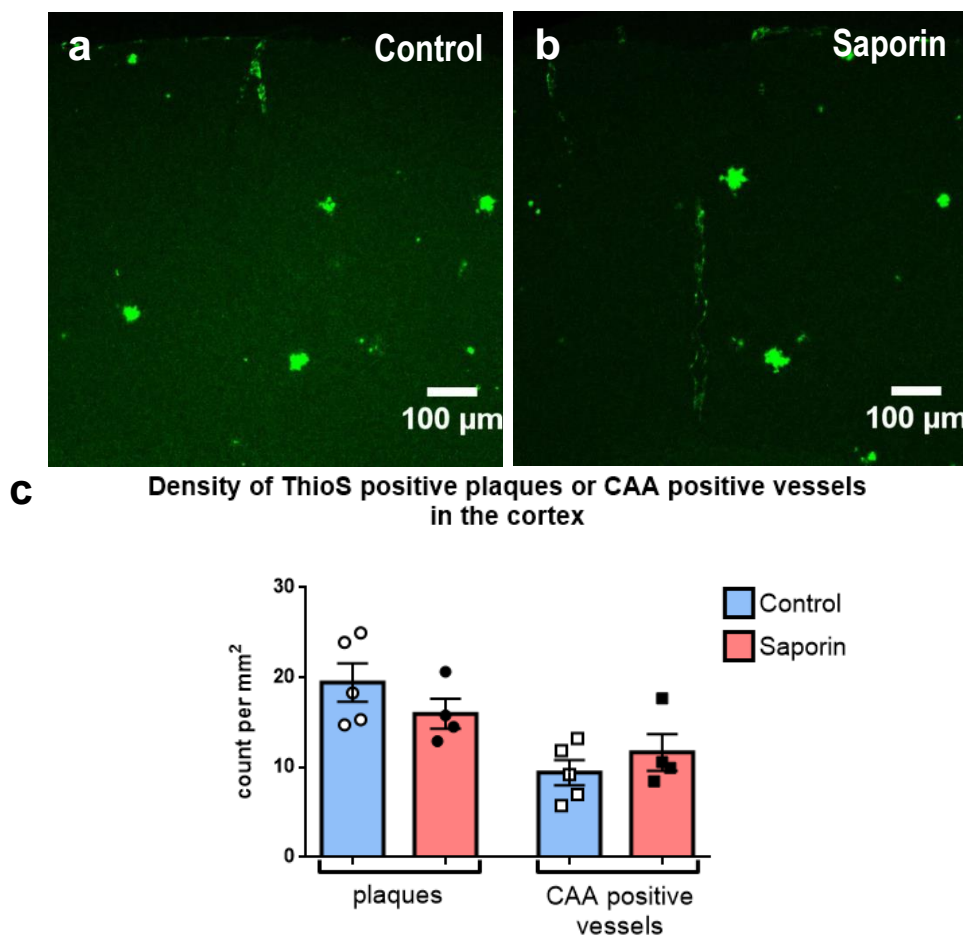 a Control
b Saporin
100 µm
100 µm
c
Density of ThioS positive plaques or CAA positive vessels
in the cortex
count per mm2
30
20
10
0
Control
Saporin
plaques
CAA positive
vessels